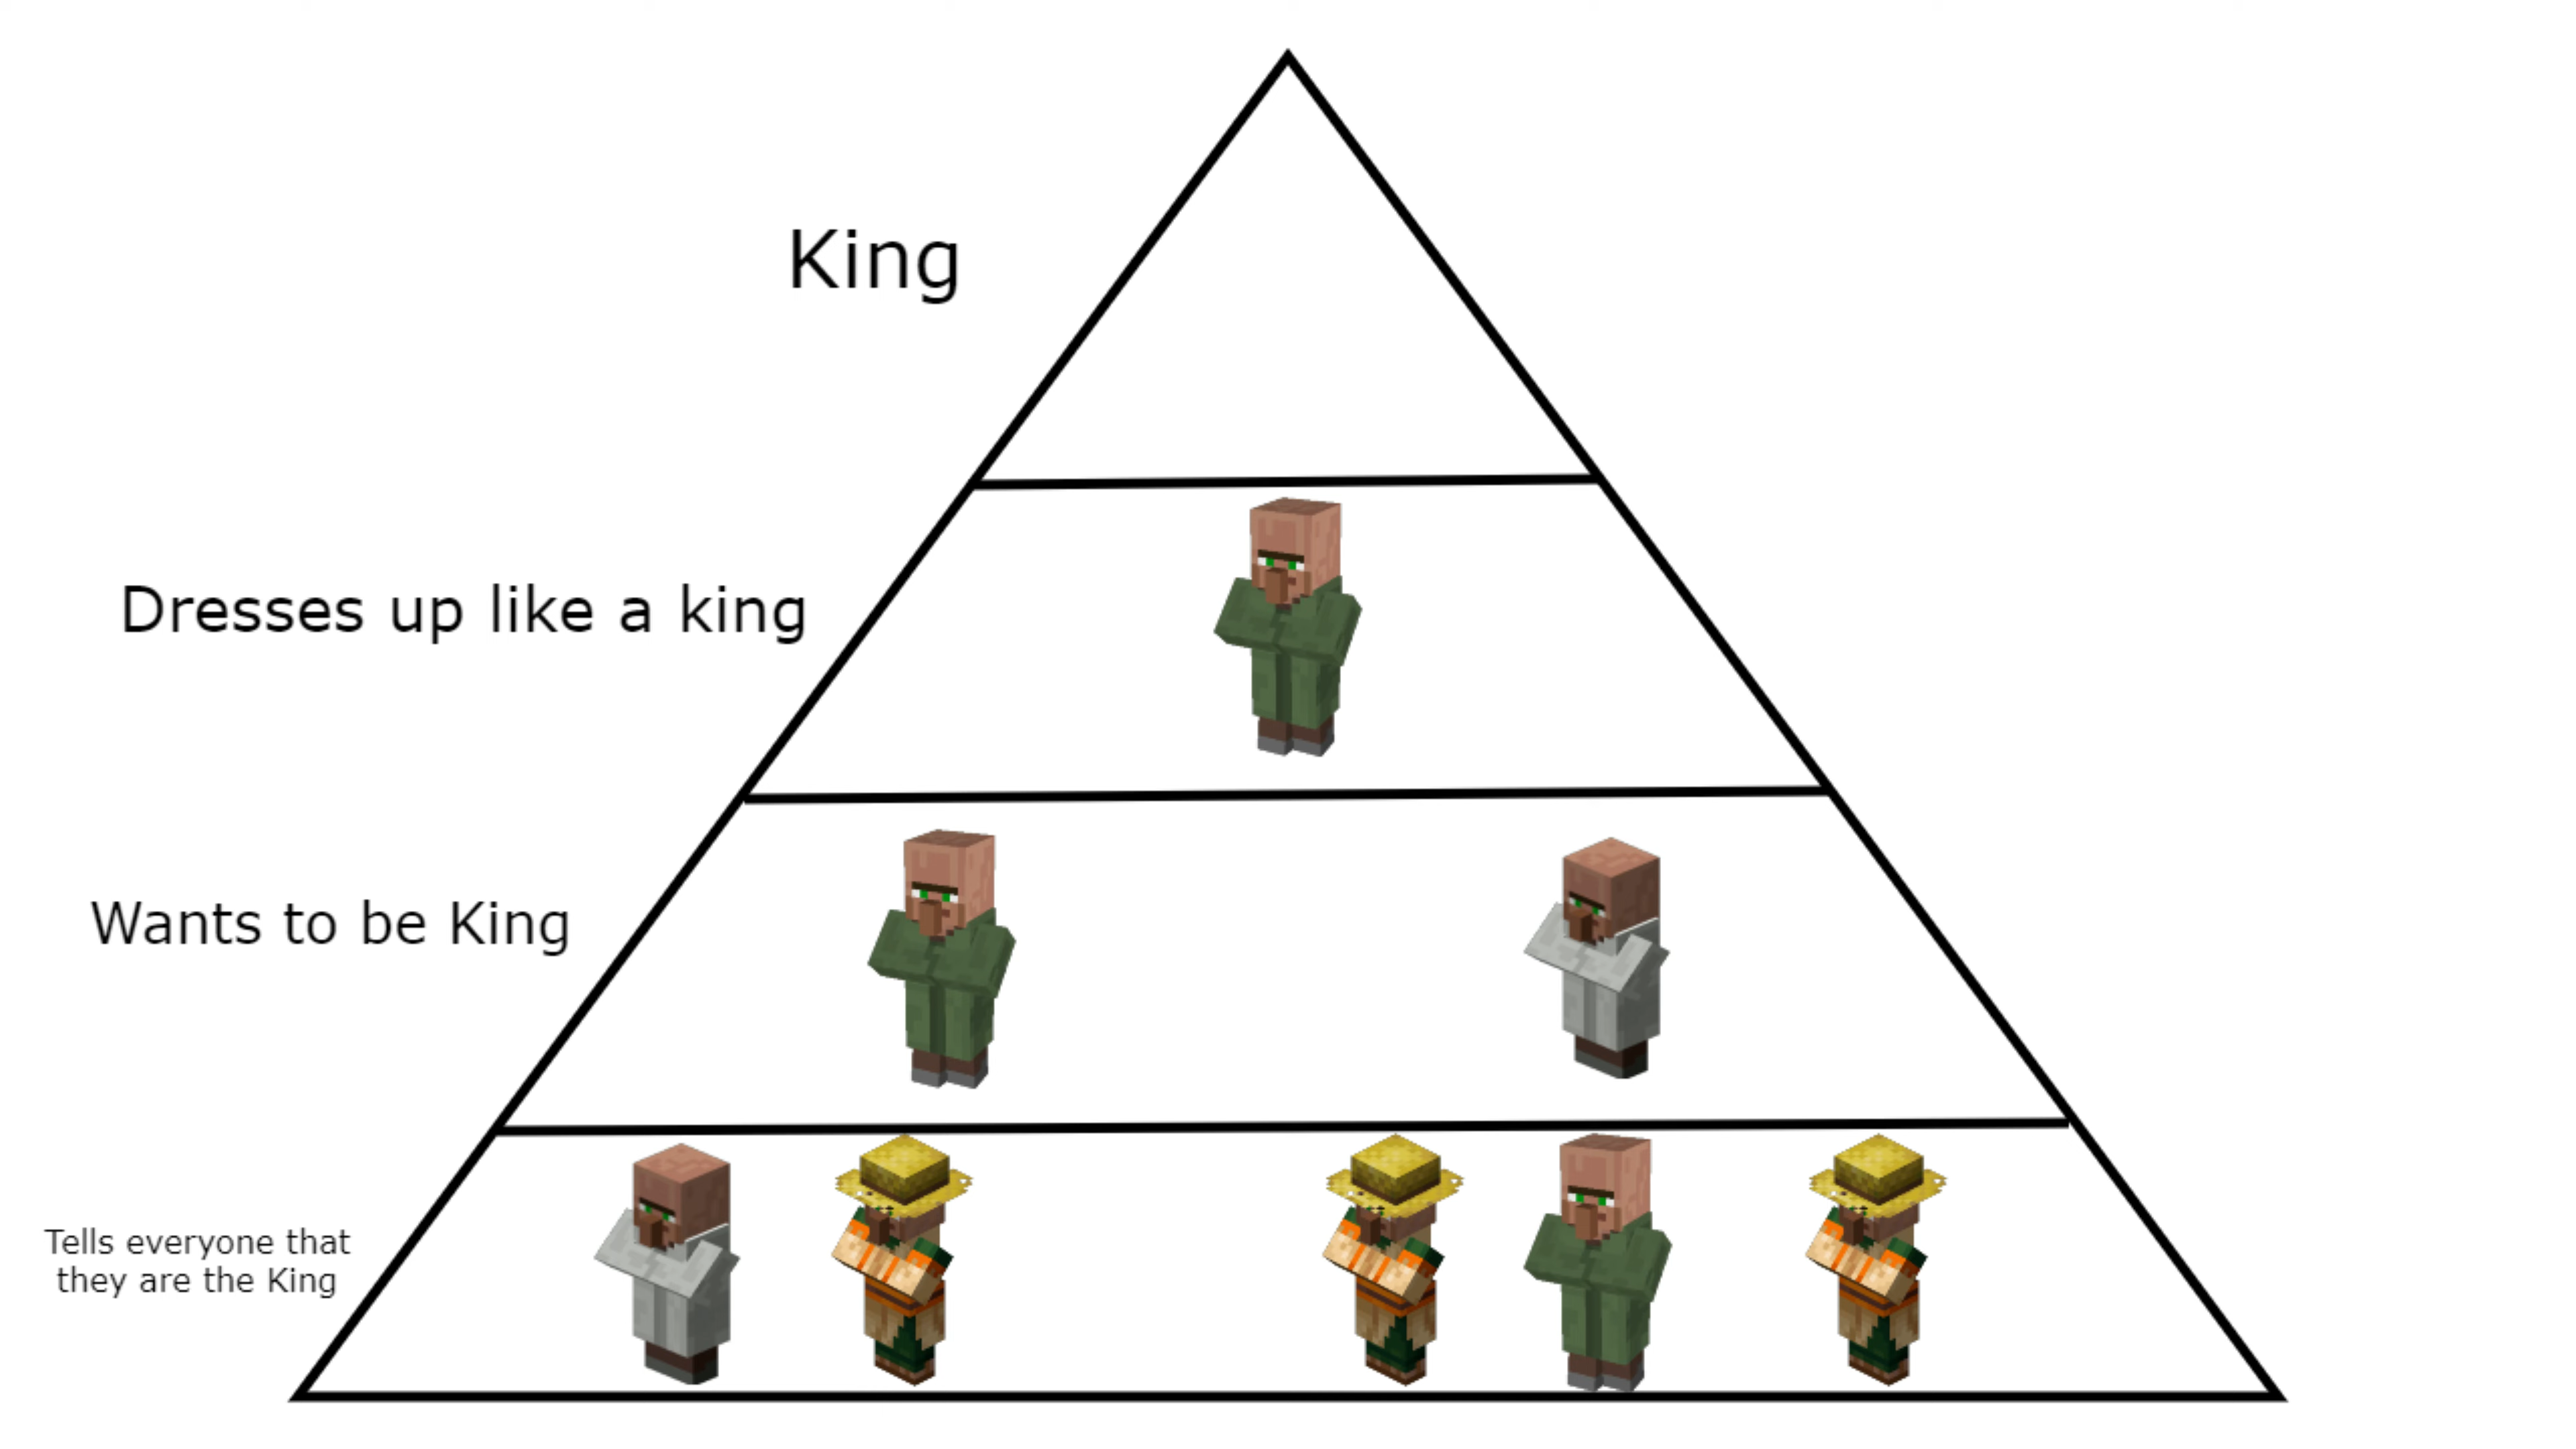 King
Dresses up like a king
Wants to be King
Tells everyone that
they are the King